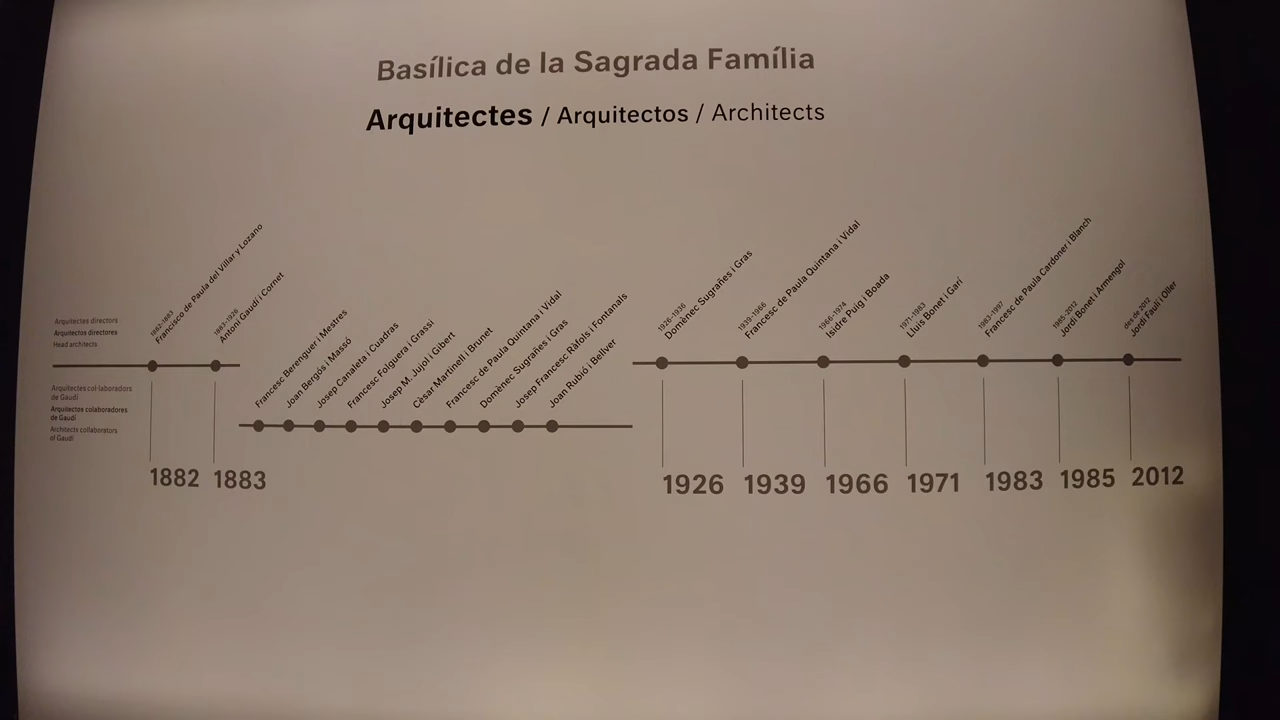 Basílica de la Sagrada Família
Arquitectes / Arquitectos / Architects
Arquitectes directors
Arquitectos directores
Head architects
1882-1883
Francisco de Paula del Villar y Lozano
1883-1926
Antoni Gaudí i Cornet
Arquitectes col·laboradors
de Gaudí
Arquitectos colaboradores
de Gaudí
Architects collaborators
of Gaudí
Francesc Berenguer i Mestres
Joan Bergós i Massó
Josep Canaleta i Cuadras
Francesc Folguera i Grassi
Josep M. Jujol i Gibert
Cèsar Martinell i Brunet
Francesc de Paula Quintana i Vidal
Domènec Sugrañes i Gras
Josep Francesc Ràfols i Fontanals
Joan Rubió i Bellver
1926-1936
Domènec Sugrañes i Gras
1939-1966
Francesc de Paula Quintana i Vidal
1966-1974
Isidre Puig i Boada
1971-1983
Lluís Bonet i Garí
1983-1997
Francesc de Paula Cardoner i Blanch
1985-2012
Jordi Bonet i Armengol
des de 2012
Jordi Faulí i Oller
1882 1883 1926 1939 1966 1971 1983 1985 2012